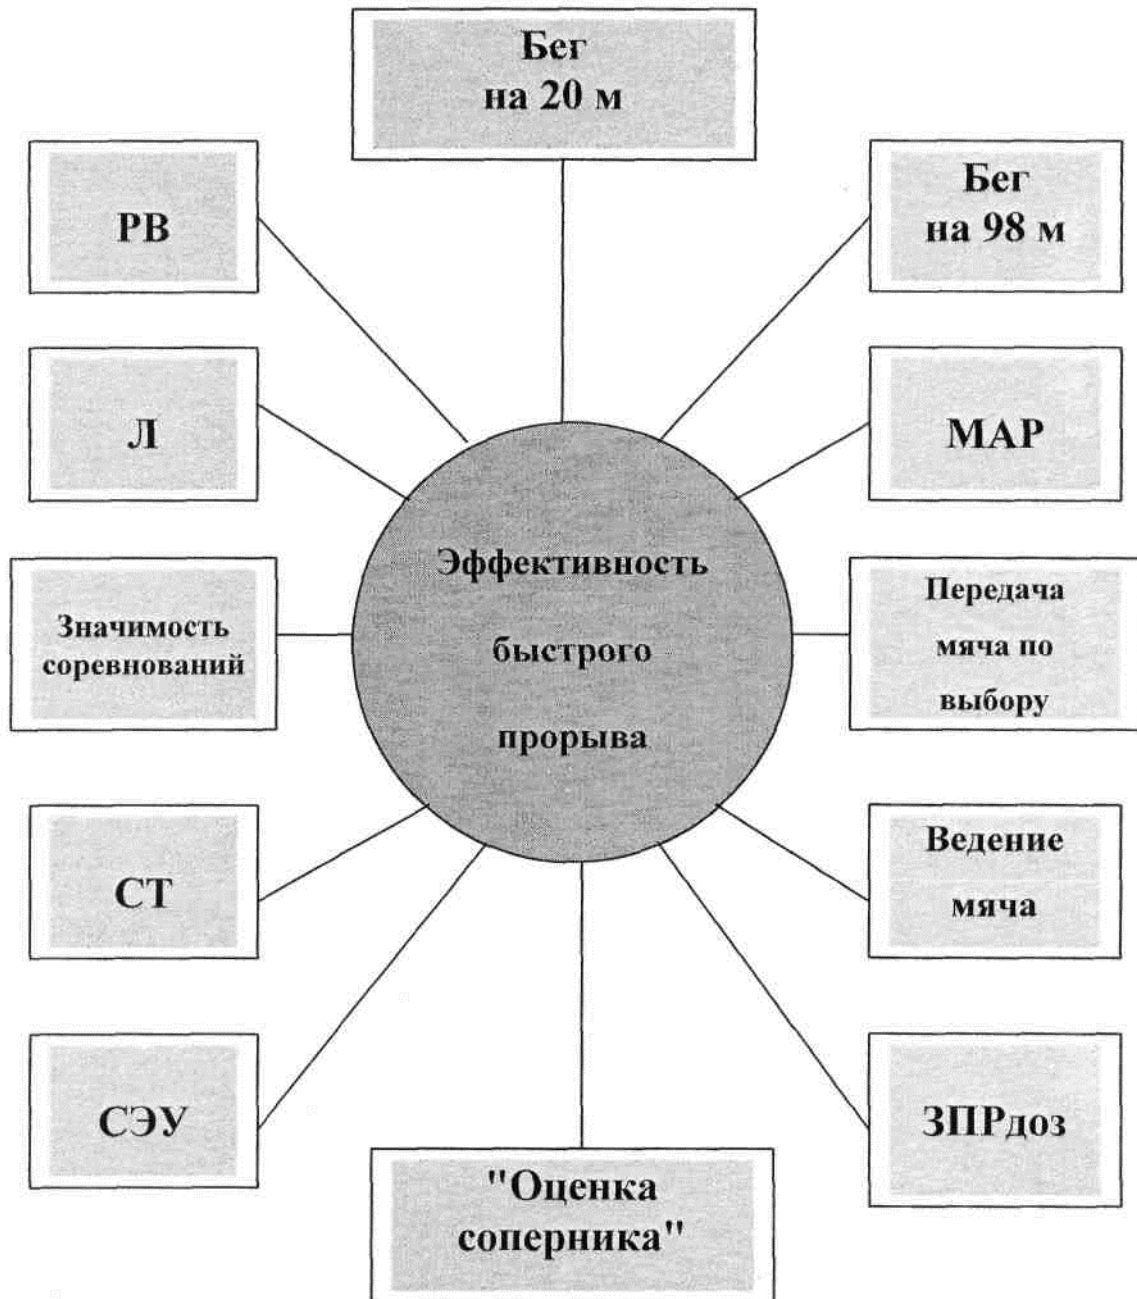 Бег
на 20 м
РВ
Бег
на 98 м
Л
МАР
Эффективность
быстрого
прорыва
Значимость
соревнований
Передача
мяча по
выбору
СТ
Ведение
мяча
СЭУ
ЗПРдоз
"Оценка
соперника"